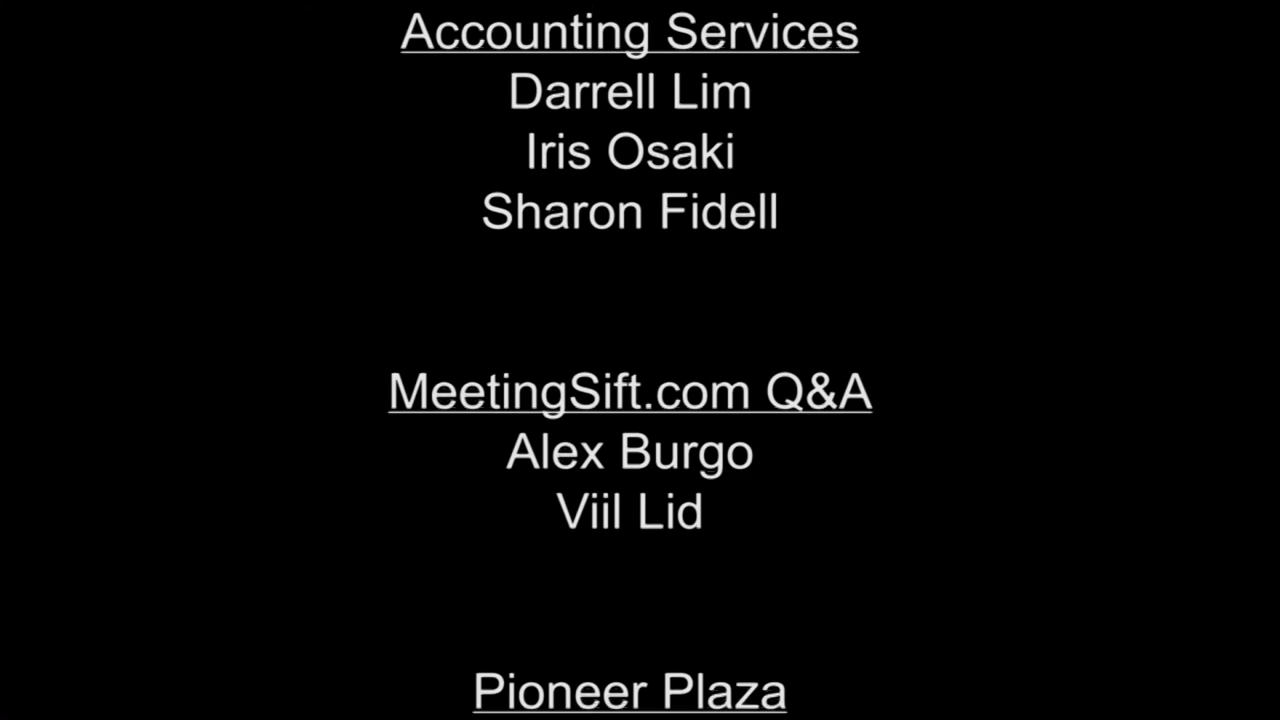 Accounting Services
Darrell Lim
Iris Osaki
Sharon Fidell
MeetingSift.com Q&A
Alex Burgo
Viil Lid
Pioneer Plaza